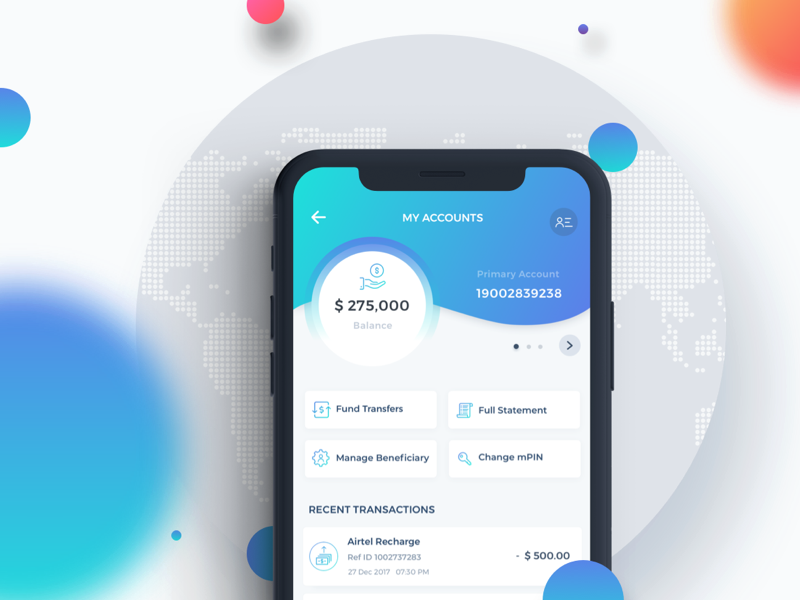 MY ACCOUNTS
$ 275,000
Balance
Primary Account
19002839238
Fund Transfers
Full Statement
Manage Beneficiary
Change mPIN
RECENT TRANSACTIONS
Airtel Recharge
Ref ID 1002737283
- $ 500.00
27 Dec 2017 07:30 PM